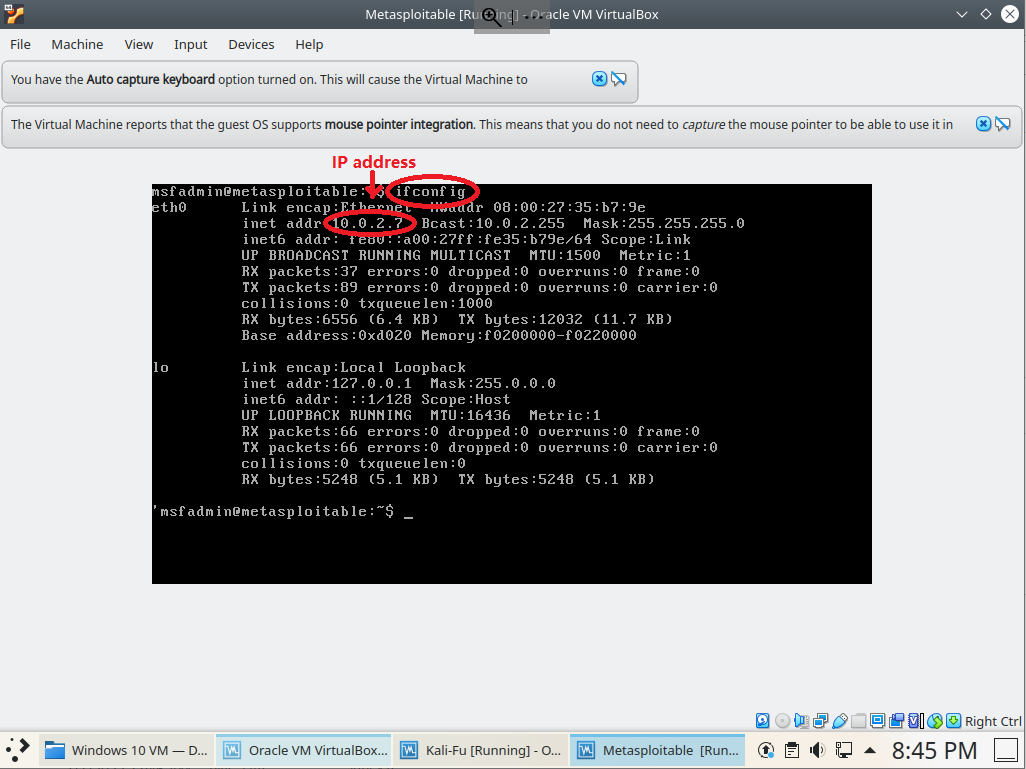 Metasploitable [Running] - Oracle VM VirtualBox
File Machine View Input Devices Help
You have the Auto capture keyboard option turned on. This will cause the Virtual Machine to
The Virtual Machine reports that the guest OS supports mouse pointer integration. This means that you do not need to capture the mouse pointer to be able to use it in
IP address
msfadmin@metasploitable:~$ ifconfig
eth0 Link encap:Ethernet HWaddr 08:00:27:35:b7:9e
inet addr:10.0.2.7 Bcast:10.0.2.255 Mask:255.255.255.0
inet6 addr: fe80::a00:27ff:fe35:b79e/64 Scope:Link
UP BROADCAST RUNNING MULTICAST MTU:1500 Metric:1
RX packets:37 errors:0 dropped:0 overruns:0 frame:0
TX packets:89 errors:0 dropped:0 overruns:0 carrier:0
collisions:0 txqueuelen:1000
RX bytes:6556 (6.4 KB) TX bytes:12032 (11.7 KB)
Base address:0xd020 Memory:f0200000-f0220000
lo Link encap:Local Loopback
inet addr:127.0.0.1 Mask:255.0.0.0
inet6 addr: ::1/128 Scope:Host
UP LOOPBACK RUNNING MTU:16436 Metric:1
RX packets:66 errors:0 dropped:0 overruns:0 frame:0
TX packets:66 errors:0 dropped:0 overruns:0 carrier:0
collisions:0 txqueuelen:0
RX bytes:5248 (5.1 KB) TX bytes:5248 (5.1 KB)
'msfadmin@metasploitable:~$ _
Right Ctrl
Windows 10 VM — D... Oracle VM VirtualBox... Kali-Fu [Running] - O... Metasploitable [Run... 8:45 PM